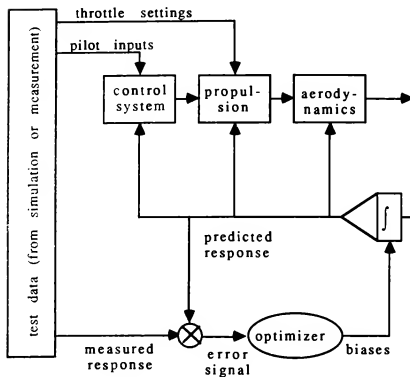 throttle settings
pilot inputs
control
system
propul-
sion
aerody-
namics
test data (from simulation or measurement)
∫
predicted
response
optimizer
measured
response
error
signal
biases